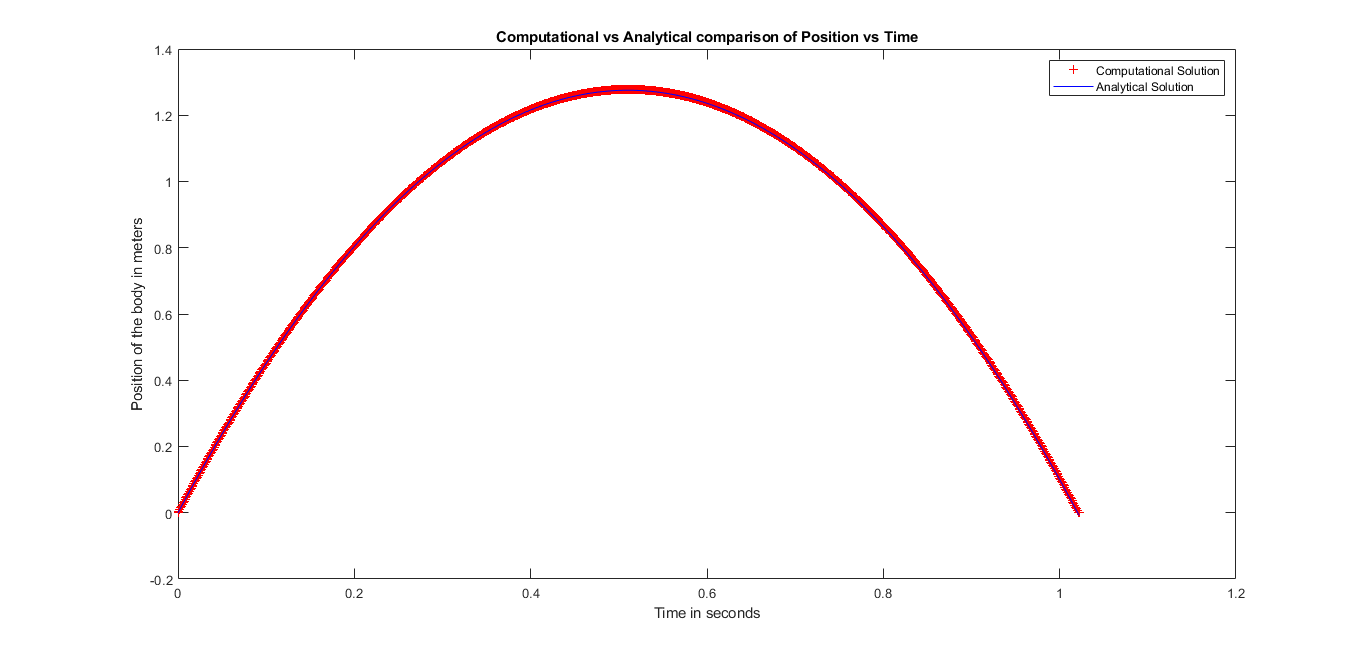 Computational vs Analytical comparison of Position vs Time
1.4
1.2
1
0.8
0.6
0.4
0.2
0
-0.2
Position of the body in meters
Computational Solution
Analytical Solution
0 0.2 0.4 0.6 0.8 1 1.2
Time in seconds